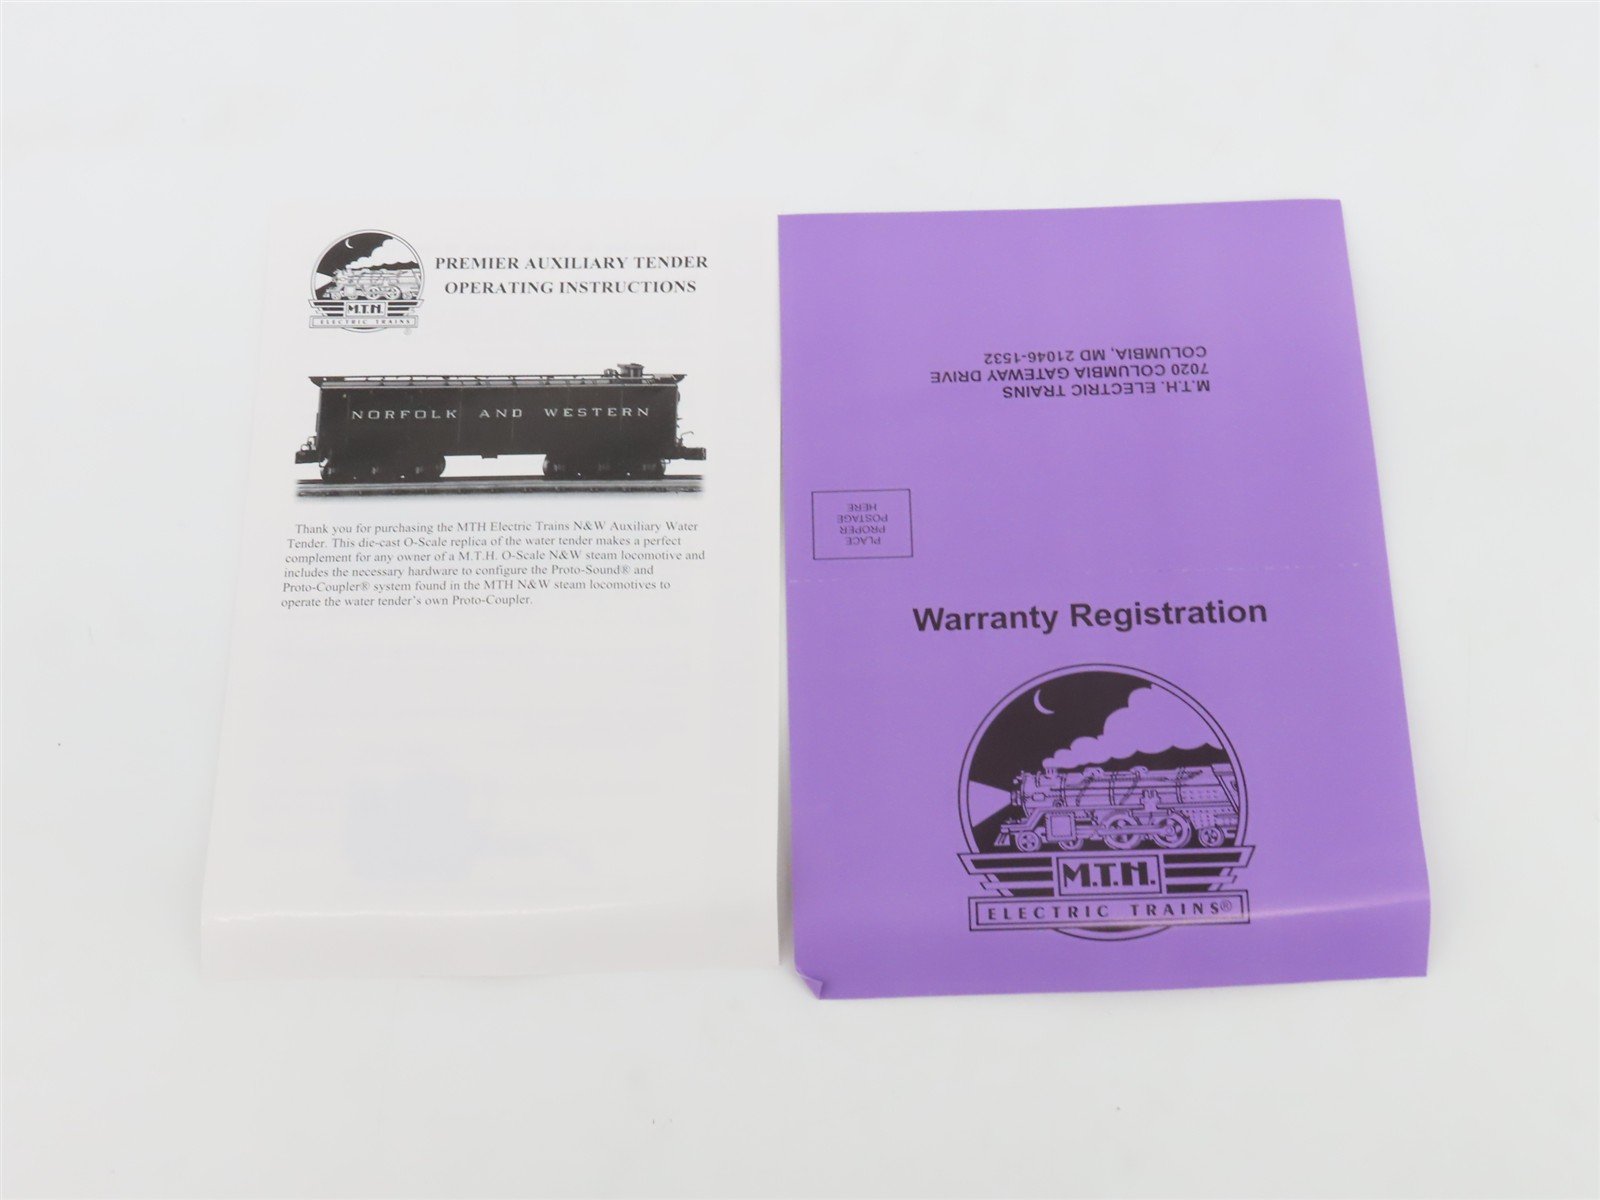 M.T.H.
ELECTRIC TRAINS
®
PREMIER AUXILIARY TENDER
OPERATING INSTRUCTIONS
NORFOLK AND WESTERN
Thank you for purchasing the MTH Electric Trains N&W Auxiliary Water
Tender. This die-cast O-Scale replica of the water tender makes a perfect
complement for any owner of a M.T.H. O-Scale N&W steam locomotive and
includes the necessary hardware to configure the Proto-Sound® and
Proto-Coupler® system found in the MTH N&W steam locomotives to
operate the water tender's own Proto-Coupler.
M.T.H. ELECTRIC TRAINS
7020 COLUMBIA GATEWAY DRIVE
COLUMBIA, MD 21046-1532
PLACE
PROPER
POSTAGE
HERE
Warranty Registration
M.T.H.
ELECTRIC TRAINS®